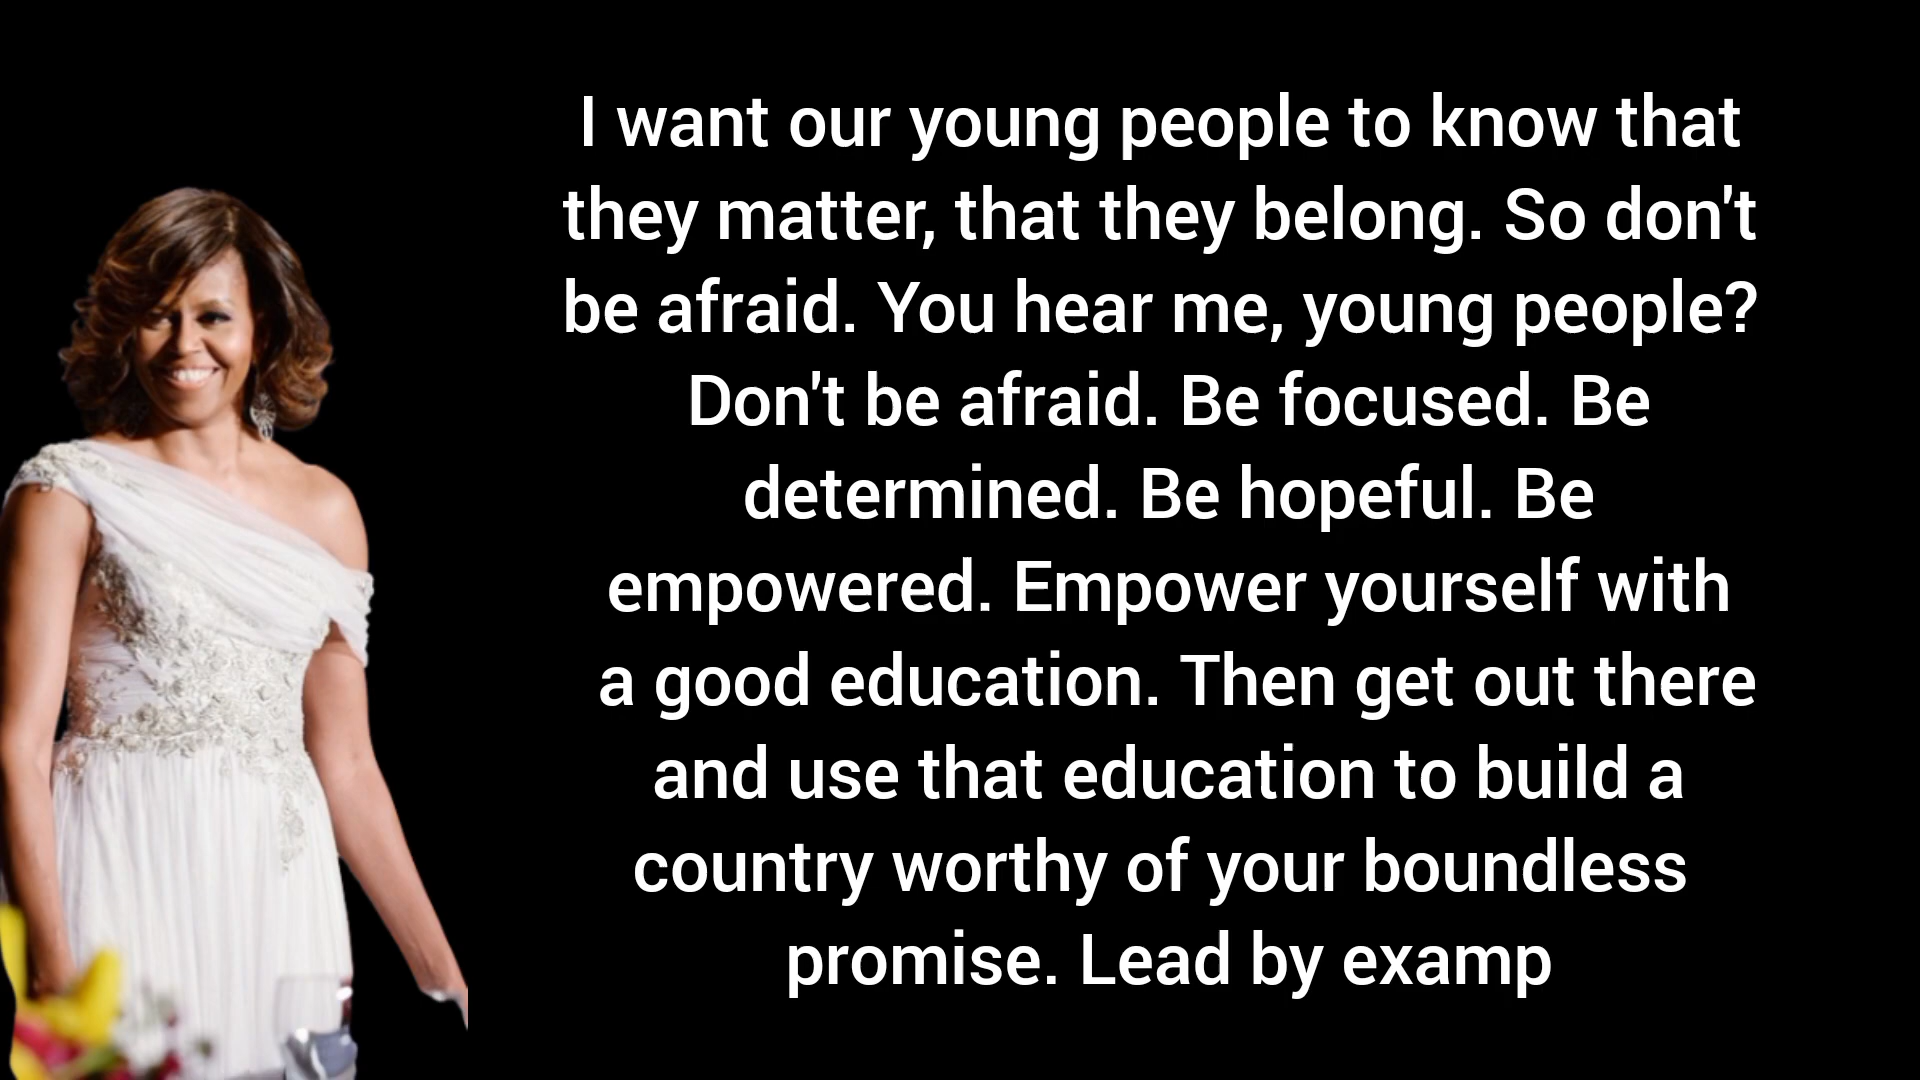 I want our young people to know that
they matter, that they belong. So don't
be afraid. You hear me, young people?
Don't be afraid. Be focused. Be
determined. Be hopeful. Be
empowered. Empower yourself with
a good education. Then get out there
and use that education to build a
country worthy of your boundless
promise. Lead by examp